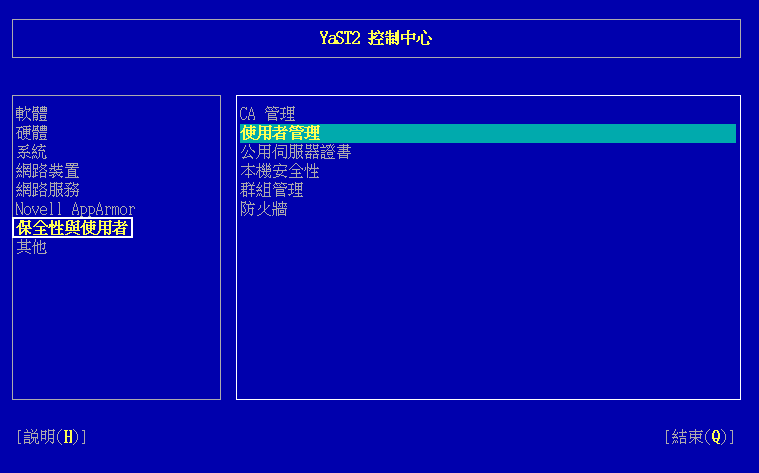 YaST2 控制中心
軟體
硬體
系統
網路裝置
網路服務
Novell AppArmor
保全性與使用者
其他
CA 管理
使用者管理
公用伺服器證書
本機安全性
群組管理
防火牆
[説明(H)]
[結束(Q)]